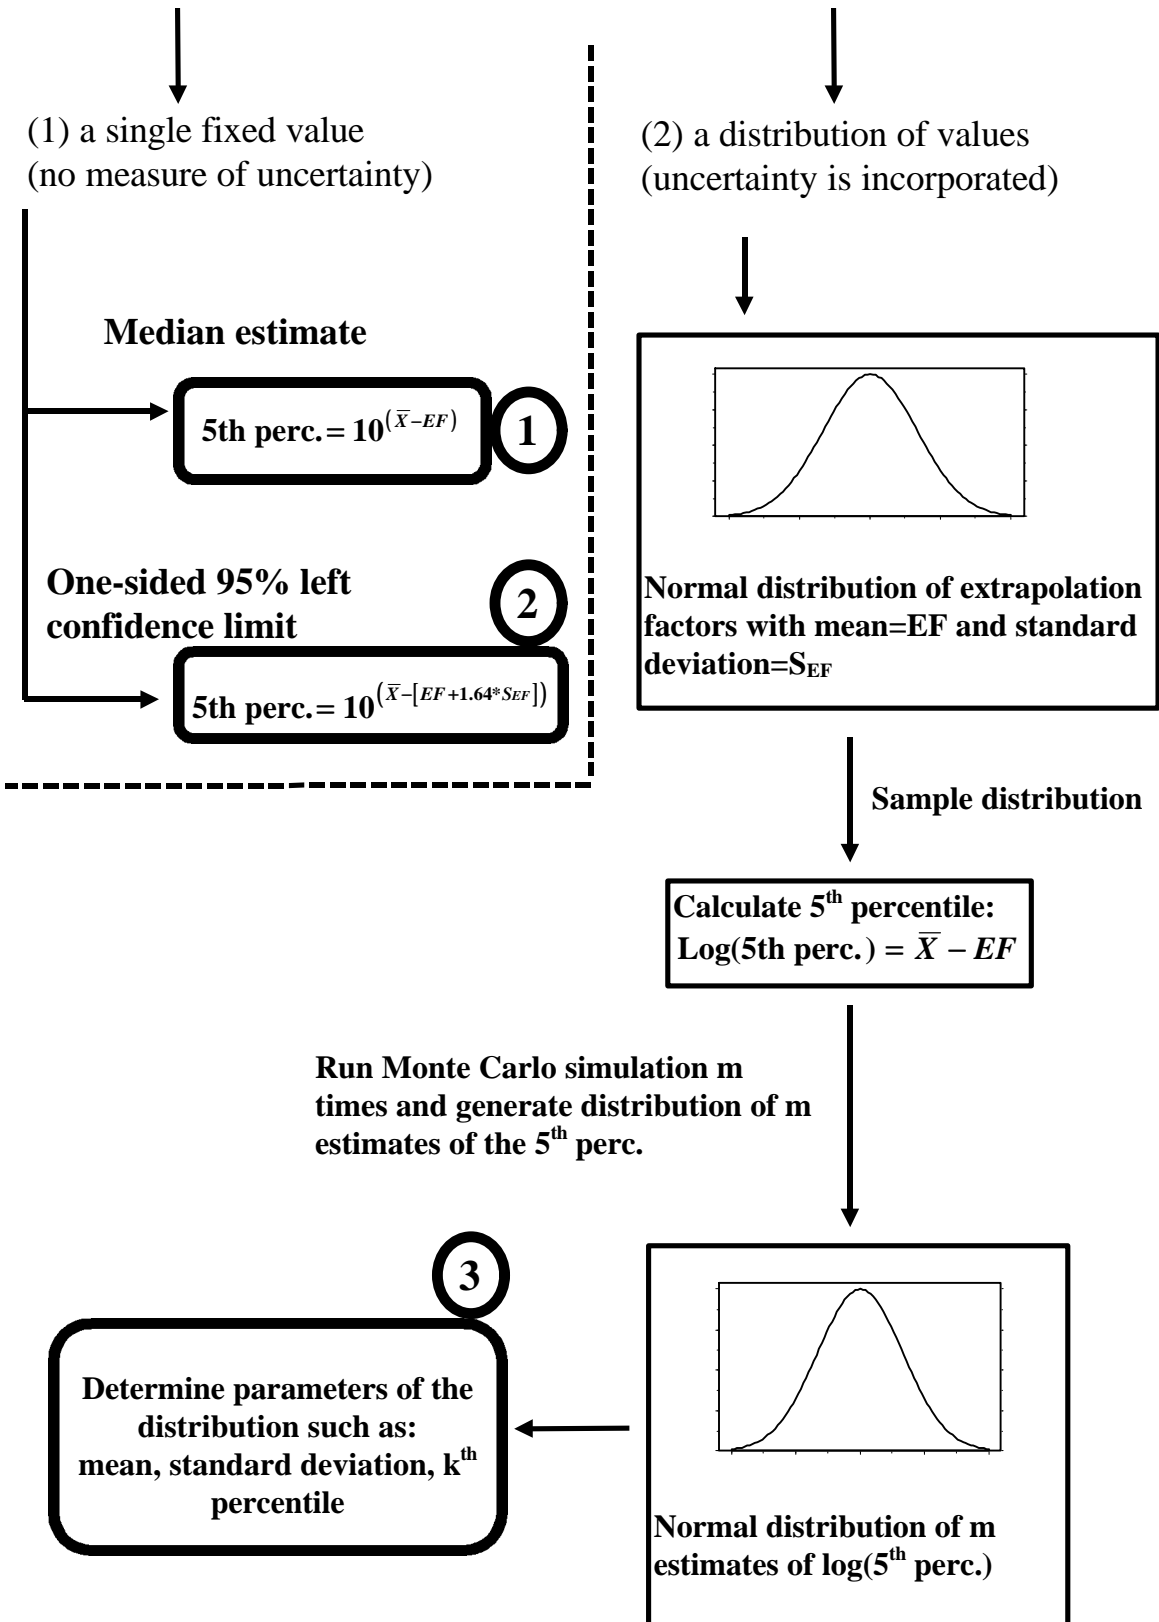 (1) a single fixed value
(no measure of uncertainty)
Median estimate
5th perc. = 10^(X̄−EF)
1
One-sided 95% left
confidence limit
2
5th perc. = 10^(X̄−[EF+1.64*S_EF])
(2) a distribution of values
(uncertainty is incorporated)
Normal distribution of extrapolation
factors with mean=EF and standard
deviation=S_EF
Sample distribution
Calculate 5th percentile:
Log(5th perc.) = X̄ − EF
Run Monte Carlo simulation m
times and generate distribution of m
estimates of the 5th perc.
Normal distribution of m
estimates of log(5th perc.)
3
Determine parameters of the
distribution such as:
mean, standard deviation, kth
percentile